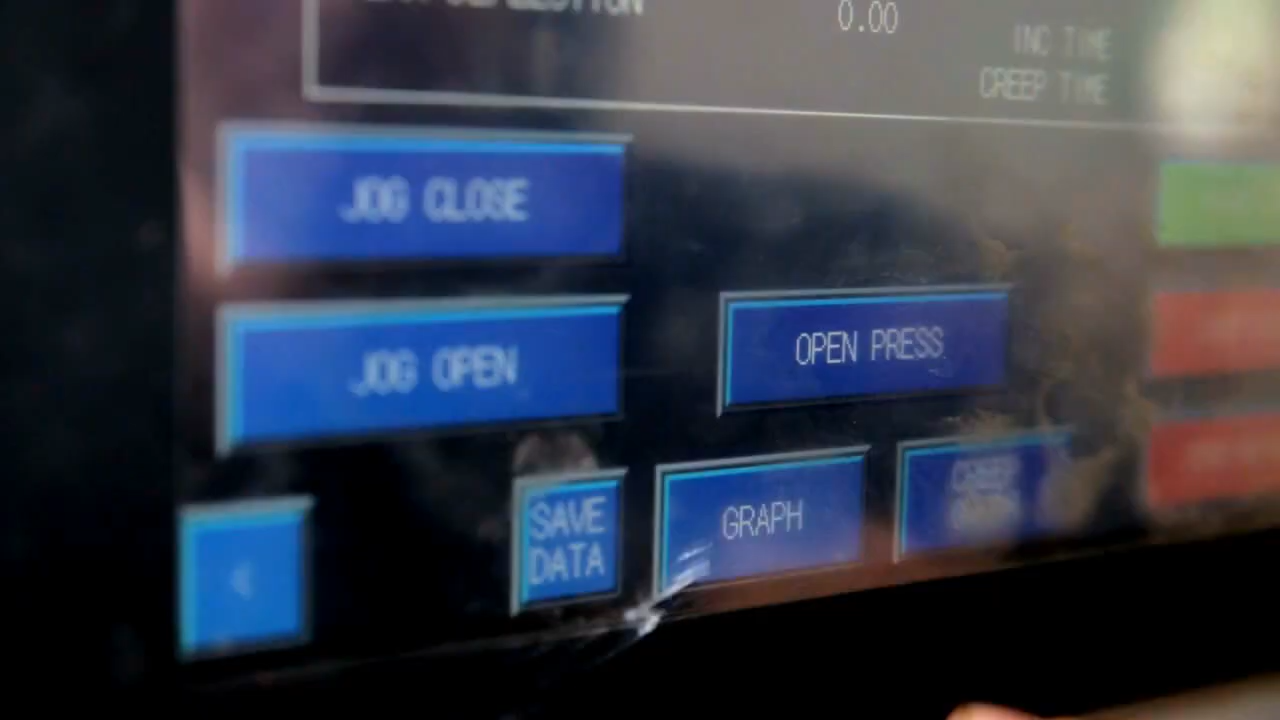 0.00
INC TIME
CREEP TIME
JOG CLOSE
JOG OPEN
OPEN PRESS
SAVE
DATA
GRAPH